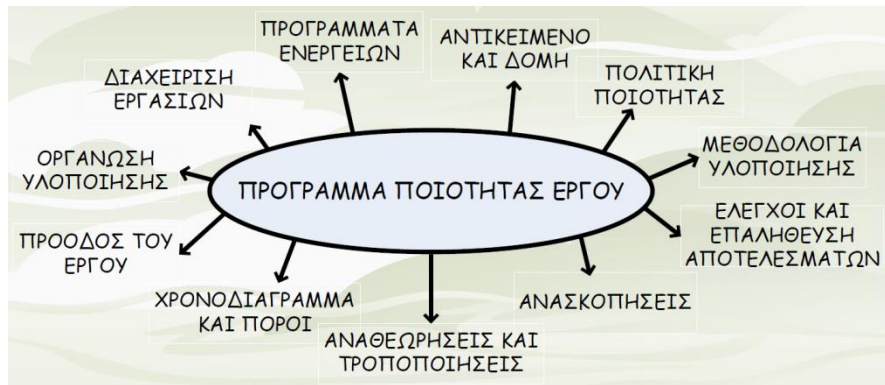 ΠΡΟΓΡΑΜΜΑΤΑ
ΕΝΕΡΓΕΙΩΝ
ΑΝΤΙΚΕΙΜΕΝΟ
ΚΑΙ ΔΟΜΗ
ΔΙΑΧΕΙΡΙΣΗ
ΕΡΓΑΣΙΩΝ
ΠΟΛΙΤΙΚΗ
ΠΟΙΟΤΗΤΑΣ
ΟΡΓΑΝΩΣΗ
ΥΛΟΠΟΙΗΣΗΣ
ΜΕΘΟΔΟΛΟΓΙΑ
ΥΛΟΠΟΙΗΣΗΣ
ΠΡΟΓΡΑΜΜΑ ΠΟΙΟΤΗΤΑΣ ΕΡΓΟΥ
ΠΡΟΟΔΟΣ ΤΟΥ
ΕΡΓΟΥ
ΕΛΕΓΧΟΙ ΚΑΙ
ΕΠΑΛΗΘΕΥΣΗ
ΑΠΟΤΕΛΕΣΜΑΤΩΝ
ΧΡΟΝΟΔΙΑΓΡΑΜΜΑ
ΚΑΙ ΠΟΡΟΙ
ΑΝΑΣΚΟΠΗΣΕΙΣ
ΑΝΑΘΕΩΡΗΣΕΙΣ ΚΑΙ
ΤΡΟΠΟΠΟΙΗΣΕΙΣ